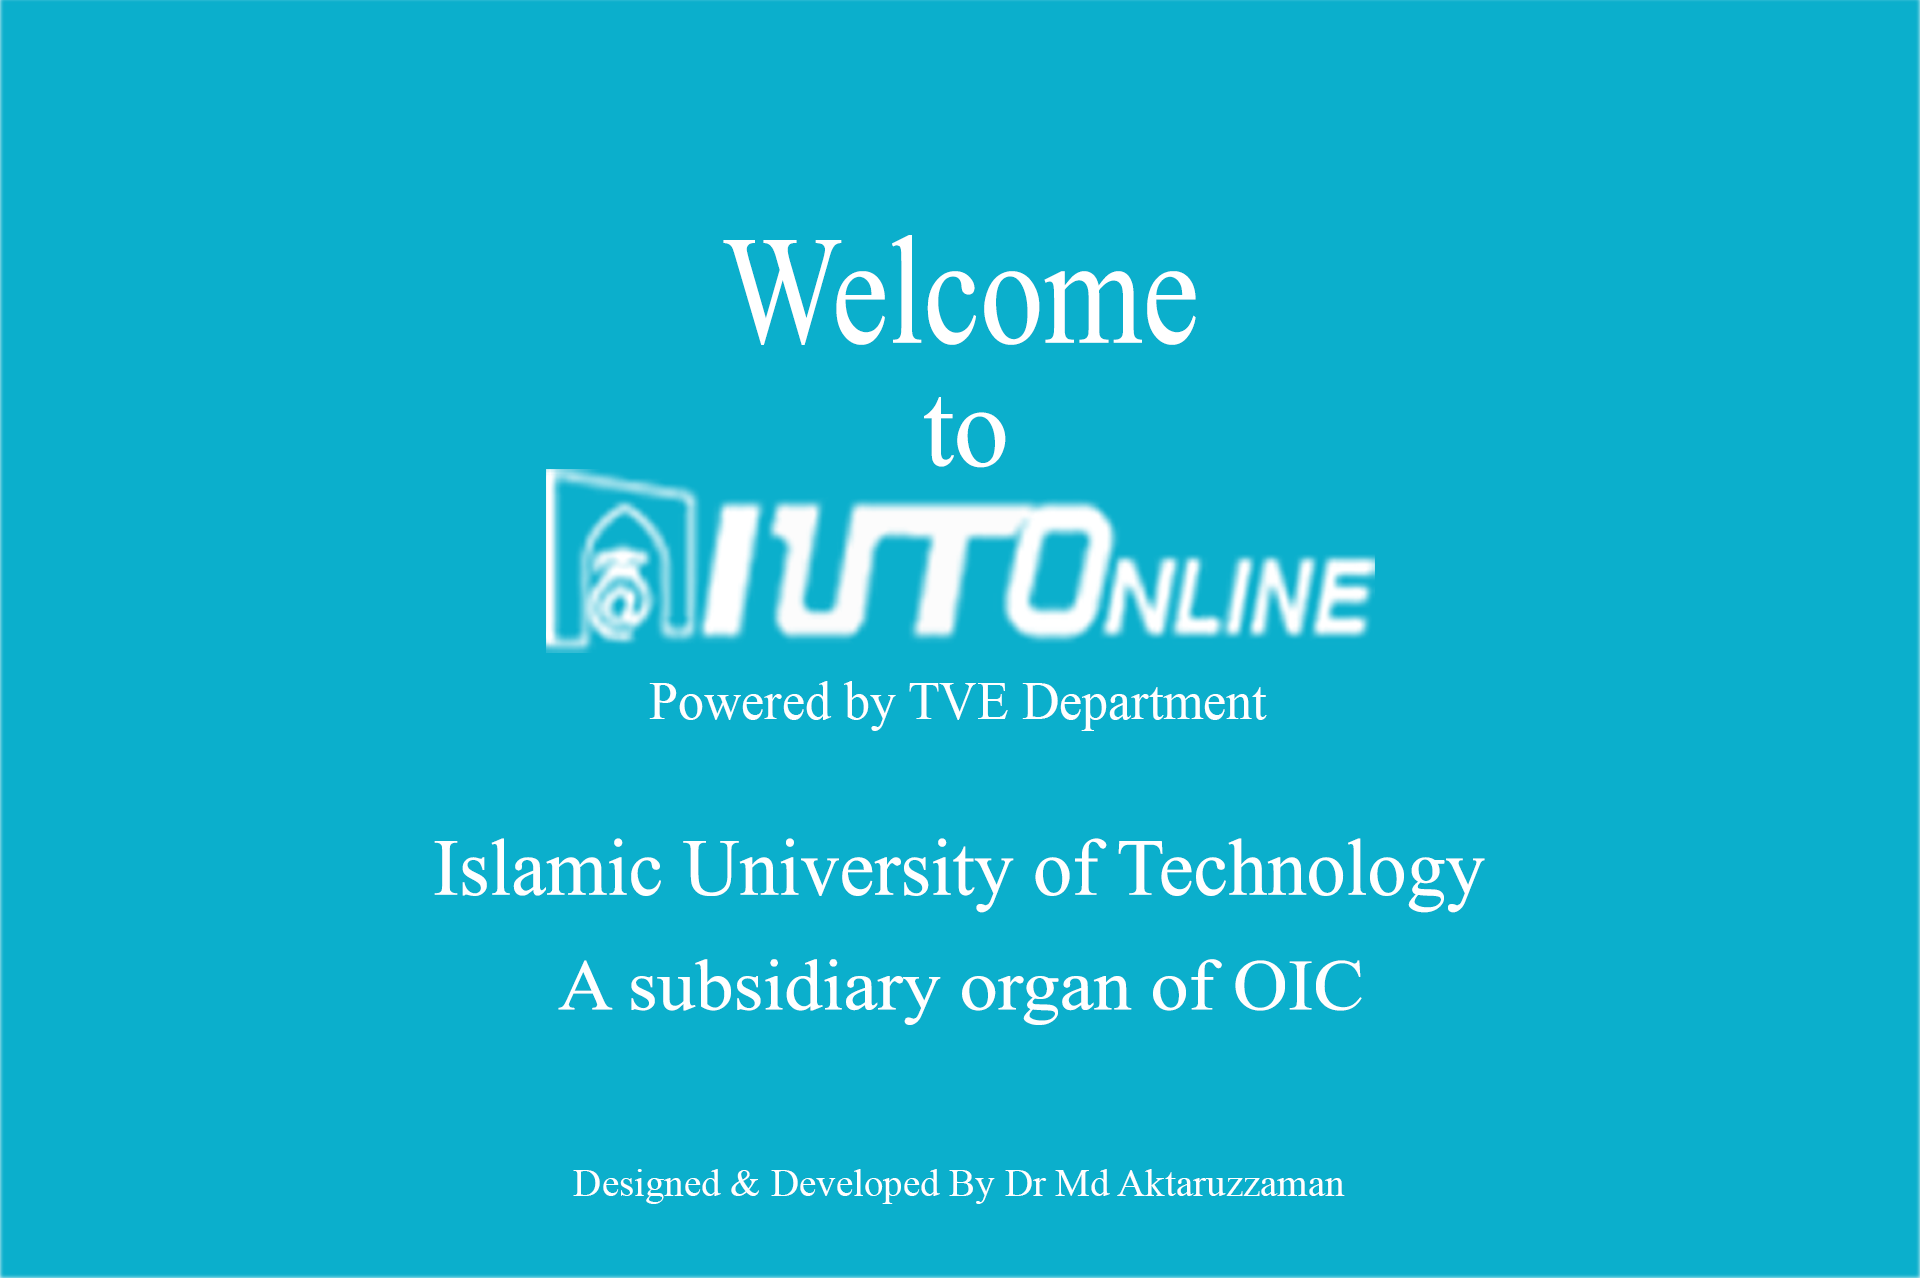 Welcome
to
IUTONLINE
Powered by TVE Department
Islamic University of Technology
A subsidiary organ of OIC
Designed & Developed By Dr Md Aktaruzzaman